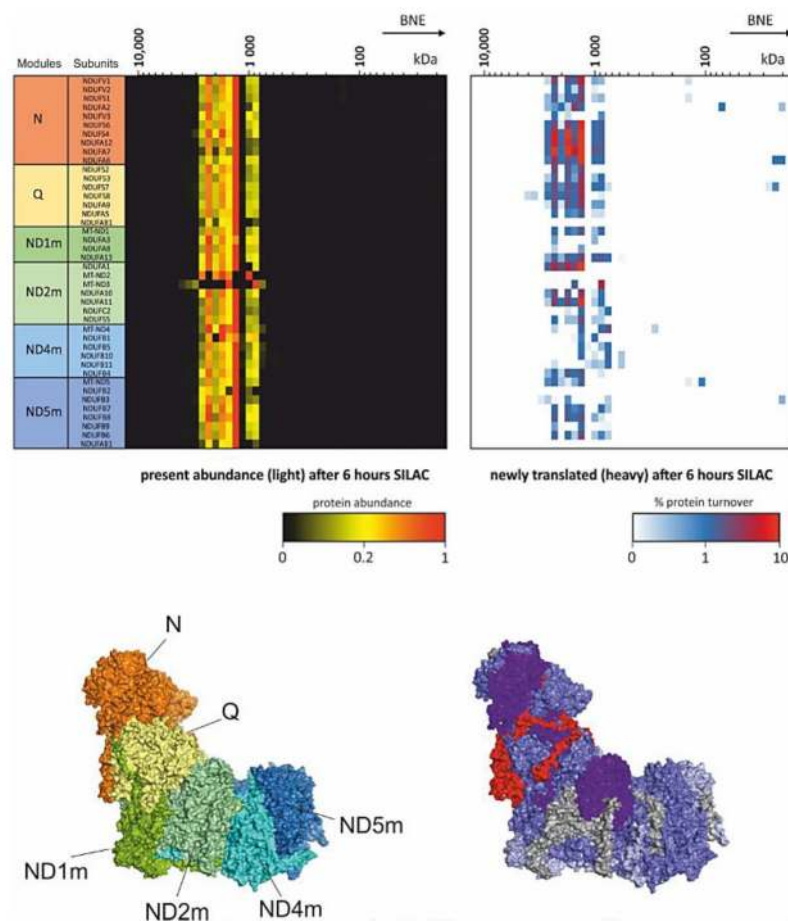 BNE
BNE
10,000
1 000
100
kDa
10,000
1 000
100
kDa
Modules
Subunits
N
NDUFV1
NDUFV2
NDUFS1
NDUFA2
NDUFV3
NDUFS6
NDUFS4
NDUFA12
NDUFA7
NDUFA6
Q
NDUFS2
NDUFS3
NDUFS7
NDUFS8
NDUFA9
NDUFA5
NDUFAB1
ND1m
MT-ND1
NDUFA3
NDUFA8
NDUFA13
ND2m
NDUFA1
MT-ND2
MT-ND3
NDUFA10
NDUFA11
NDUFC2
NDUFS5
ND4m
MT-ND4
NDUFB1
NDUFB5
NDUFB10
NDUFB11
NDUFB4
ND5m
MT-ND5
NDUFB2
NDUFB3
NDUFB7
NDUFB8
NDUFB9
NDUFB6
NDUFAB1
present abundance (light) after 6 hours SILAC
newly translated (heavy) after 6 hours SILAC
protein abundance
0
0.2
1
% protein turnover
0
1
10
N
Q
ND5m
ND1m
ND2m
ND4m